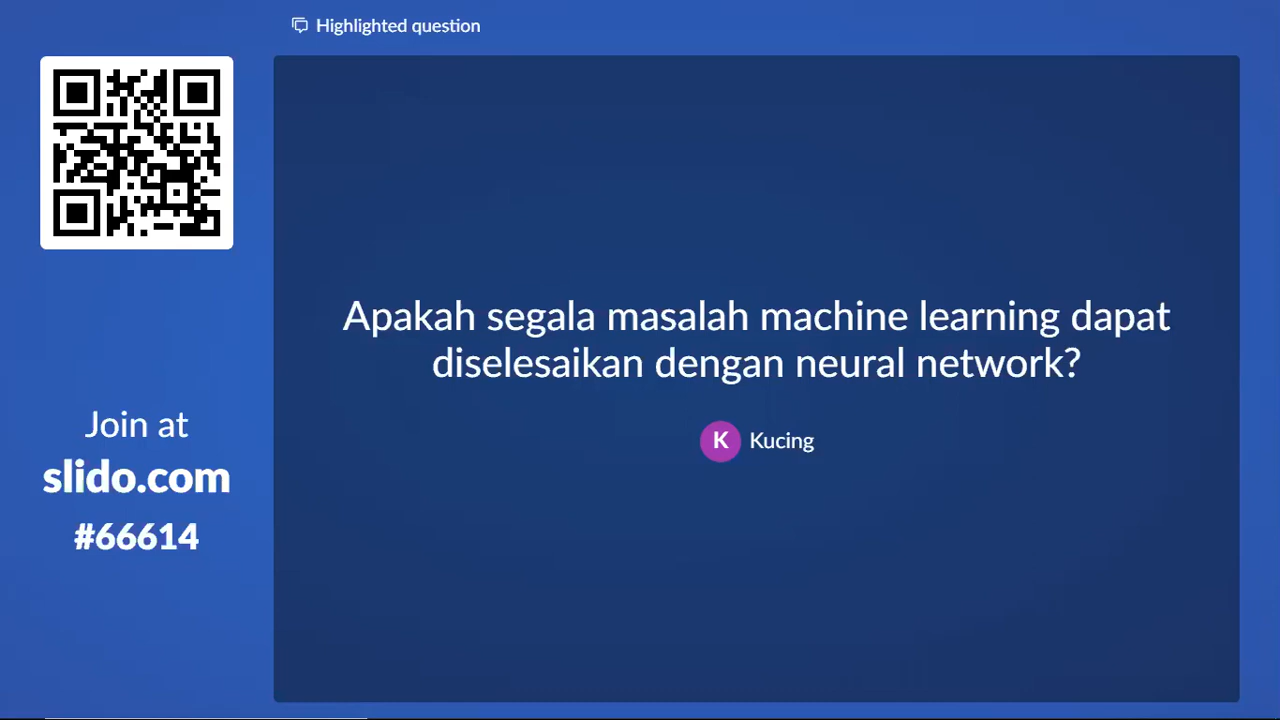 Highlighted question
Apakah segala masalah machine learning dapat
diselesaikan dengan neural network?
K Kucing
Join at
slido.com
#66614